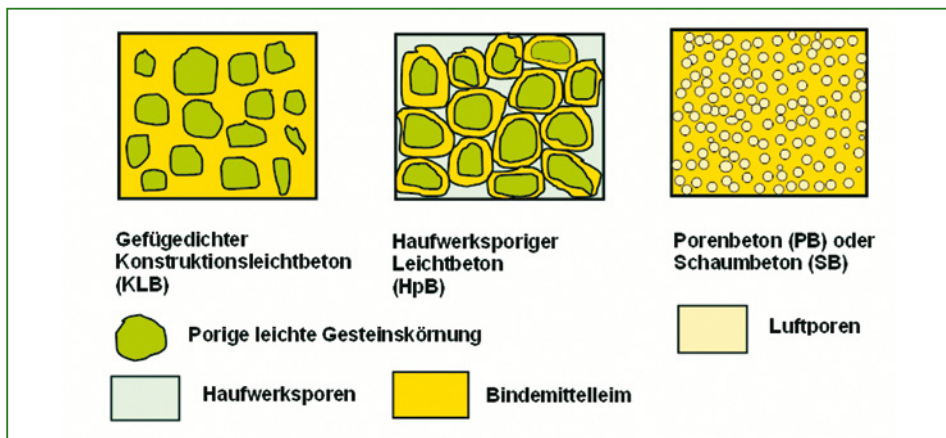 Gefügedichter
Konstruktionsleichtbeton
(KLB)
Haufwerksporiger
Leichtbeton
(HpB)
Porenbeton (PB) oder
Schaumbeton (SB)
Porige leichte Gesteinskörnung
Luftporen
Haufwerksporen
Bindemittelleim